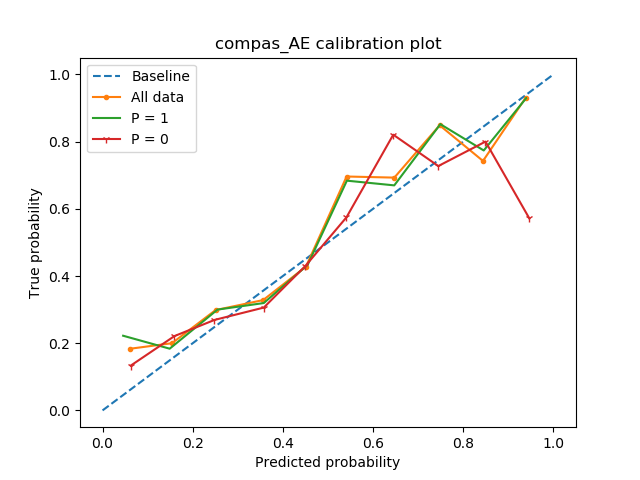 compas_AE calibration plot
Baseline
All data
P = 1
P = 0
True probability
1.0
0.8
0.6
0.4
0.2
0.0
0.0 0.2 0.4 0.6 0.8 1.0
Predicted probability